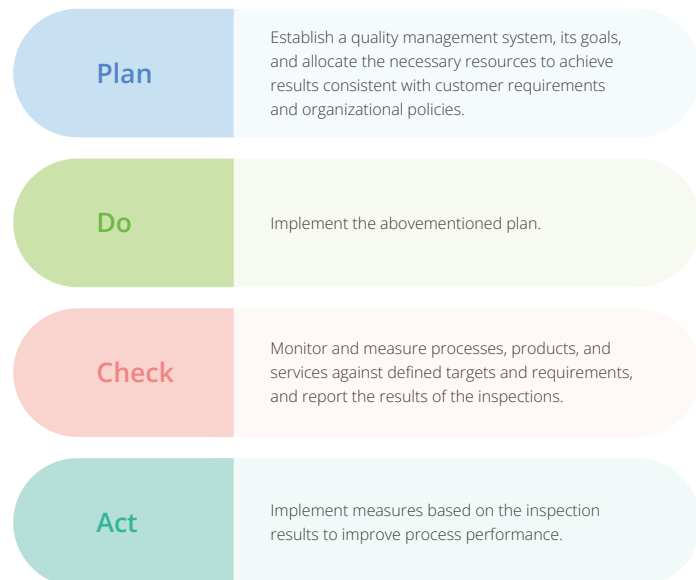 Plan
Establish a quality management system, its goals,
and allocate the necessary resources to achieve
results consistent with customer requirements
and organizational policies.
Do
Implement the abovementioned plan.
Check
Monitor and measure processes, products, and
services against defined targets and requirements,
and report the results of the inspections.
Act
Implement measures based on the inspection
results to improve process performance.